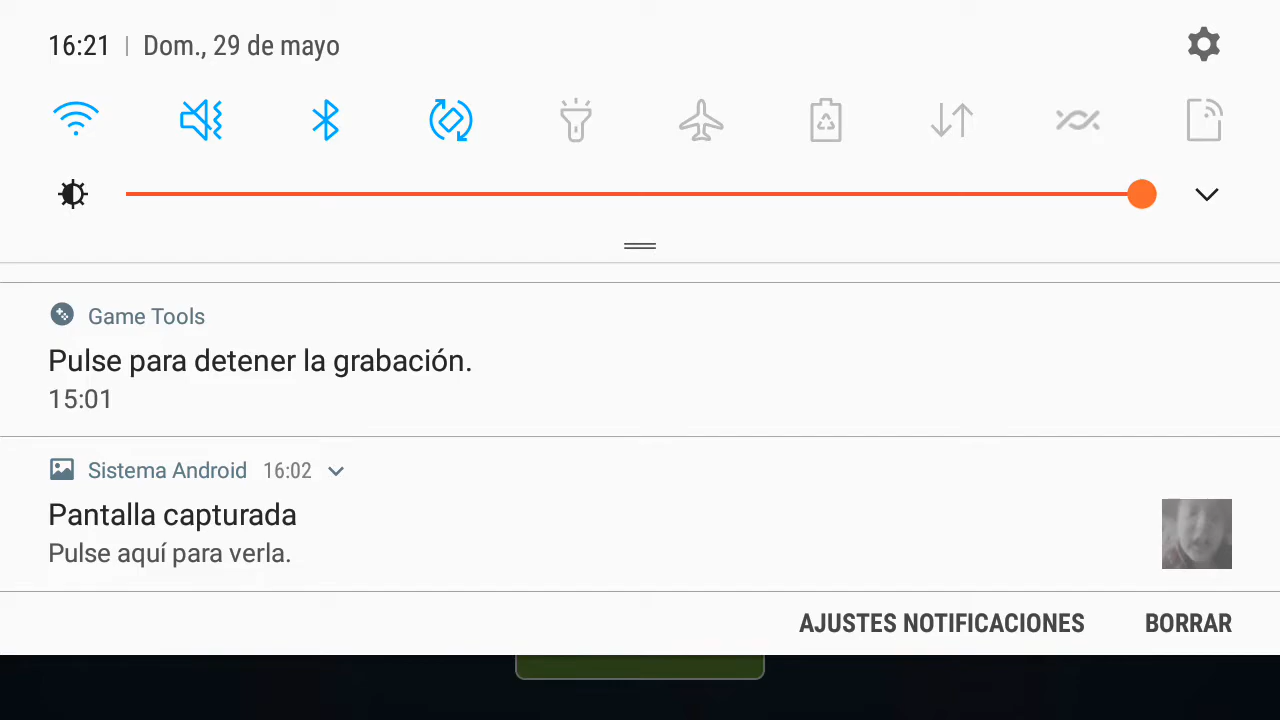 16:21 | Dom., 29 de mayo
Game Tools
Pulse para detener la grabación.
15:01
Sistema Android 16:02
Pantalla capturada
Pulse aquí para verla.
AJUSTES NOTIFICACIONES BORRAR